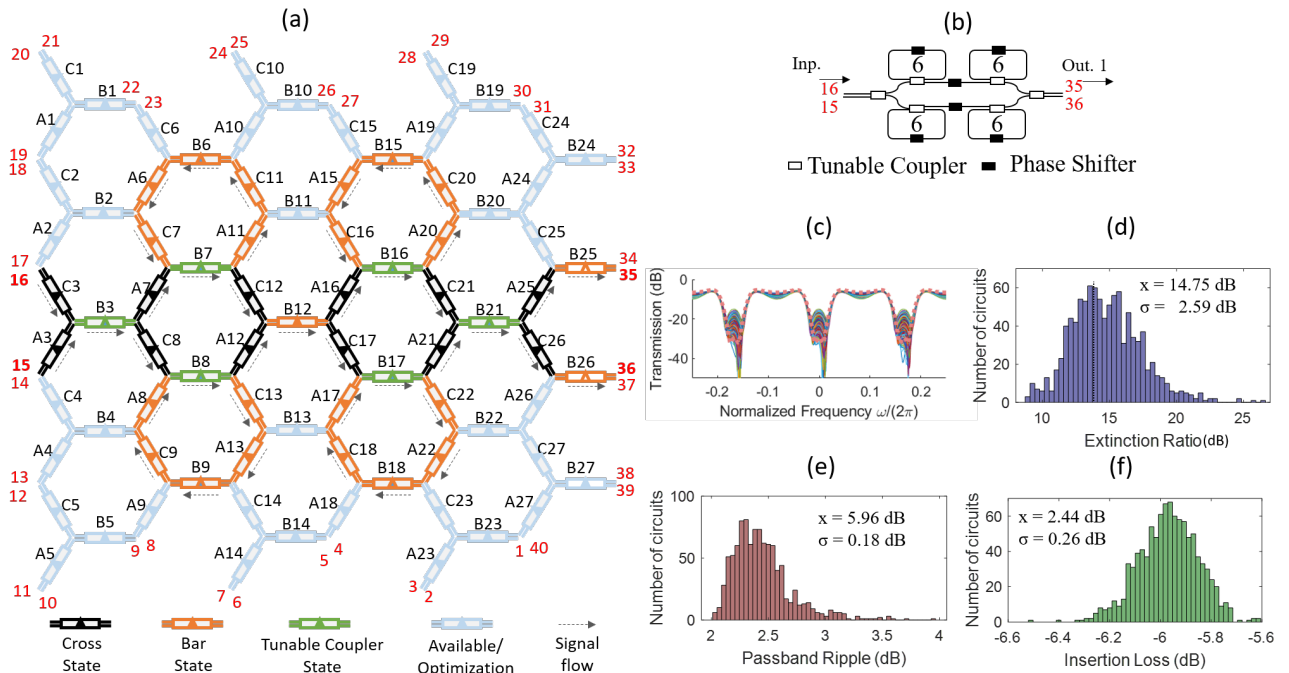 (a)
21
20
C1
B1
22
23
A1
C6
19
18
C2
A6
B6
25
24
C10
B10
26
27
A10
C15
C11
B15
A15
29
28
C19
B19
30
31
A19
C24
B24
32
33
C20
A24
A2
B2
C7
A11
B11
C16
A20
B20
C25
17
16
B7
B16
B25
34
35
C3
A7
C12
A16
C21
A25
B3
B12
B21
A3
C8
A12
C17
A21
C26
15
14
B8
B17
B26
36
37
C4
A8
C13
A17
C22
A26
B4
B13
B22
A4
C9
A13
C18
A22
C27
13
12
B9
B18
B27
38
39
C5
A9
C14
A18
C23
A27
B5
9
8
B14
4
5
B23
1
40
A5
A14
A23
11
10
7
6
3
2
Cross
State
Bar
State
Tunable Coupler
State
Available/
Optimization
Signal
flow
(b)
Inp.
16
15
6
6
6
6
Out. 1
35
36
Tunable Coupler
Phase Shifter
(c)
Transmission (dB)
0
-20
-40
-0.2
-0.1
0
0.1
0.2
Normalized Frequency ω/(2π)
(d)
Number of circuits
60
40
20
0
x = 14.75 dB
σ = 2.59 dB
10
15
20
25
Extinction Ratio(dB)
(e)
Number of circuits
100
50
0
x = 5.96 dB
σ = 0.18 dB
2
2.5
3
3.5
4
Passband Ripple (dB)
(f)
Number of circuits
60
40
20
0
x = 2.44 dB
σ = 0.26 dB
-6.6
-6.4
-6.2
-6
-5.8
-5.6
Insertion Loss (dB)